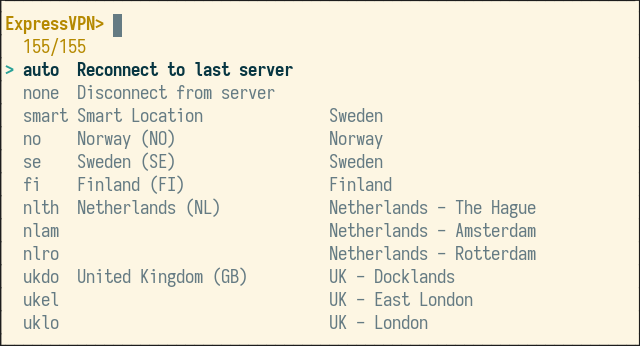 ExpressVPN>
155/155
> auto Reconnect to last server
none Disconnect from server
smart Smart Location Sweden
no Norway (NO) Norway
se Sweden (SE) Sweden
fi Finland (FI) Finland
nlth Netherlands (NL) Netherlands - The Hague
nlam Netherlands - Amsterdam
nlro Netherlands - Rotterdam
ukdo United Kingdom (GB) UK - Docklands
ukel UK - East London
uklo UK - London